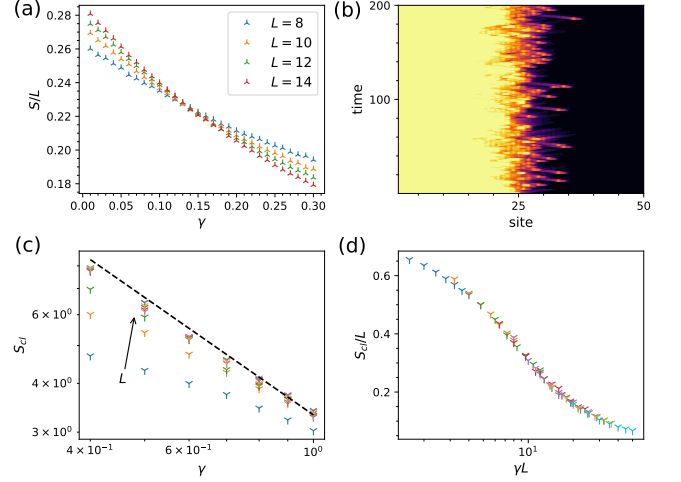 (a)
S/L
0.28
0.26
0.24
0.22
0.20
0.18
0.00
0.05
0.10
0.15
0.20
0.25
0.30
γ
L = 8
L = 10
L = 12
L = 14
(b)
time
200
100
25
50
site
(c)
S_cl
6 × 10⁰
4 × 10⁰
3 × 10⁰
L
4 × 10⁻¹
6 × 10⁻¹
10⁰
γ
(d)
S_cl/L
0.6
0.4
0.2
10¹
γL